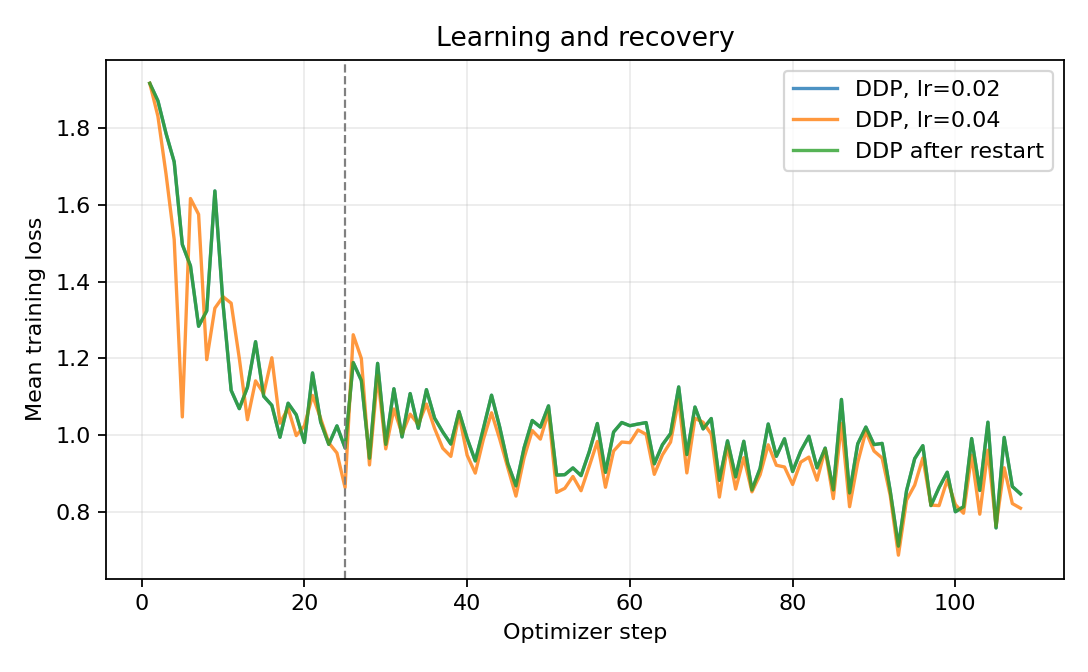 Learning and recovery
DDP, lr=0.02
DDP, lr=0.04
DDP after restart
Mean training loss
1.8
1.6
1.4
1.2
1.0
0.8
0 20 40 60 80 100
Optimizer step